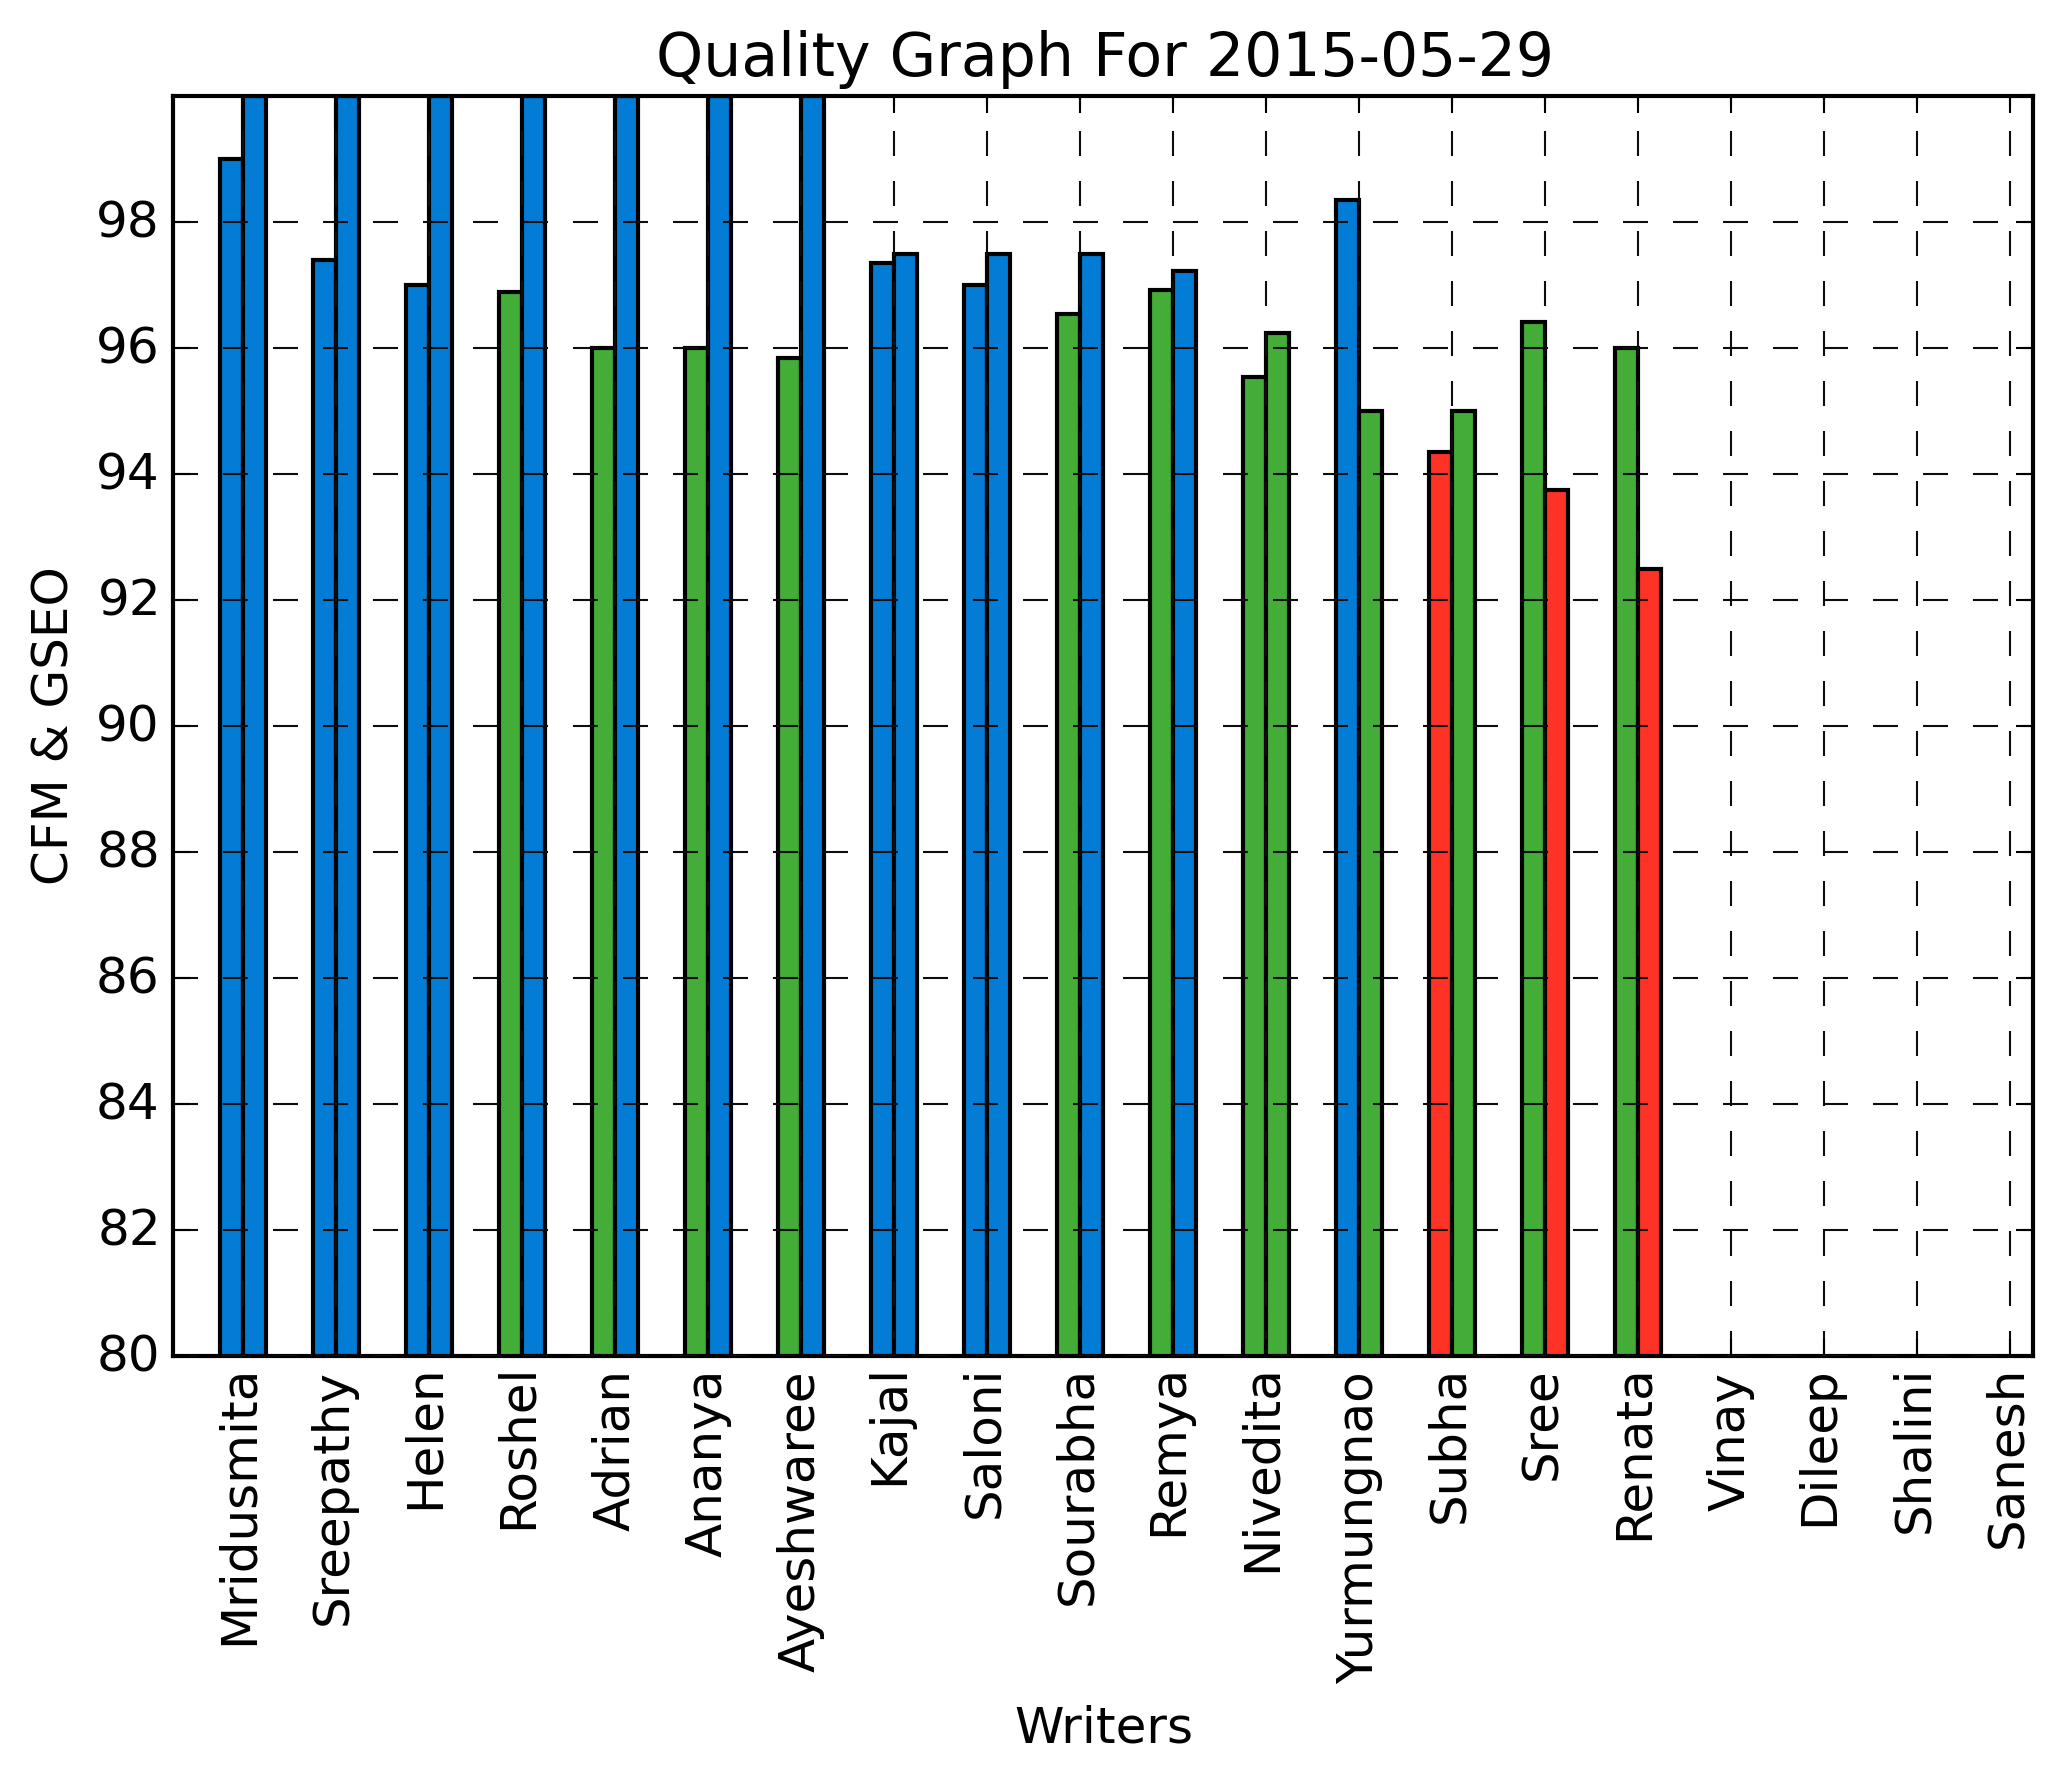 Quality Graph For 2015-05-29
CFM & GSEO
98
96
94
92
90
88
86
84
82
80
Mridusmita
Sreepathy
Helen
Roshel
Adrian
Ananya
Ayeshwaree
Kajal
Saloni
Sourabha
Remya
Nivedita
Yurmungnao
Subha
Sree
Renata
Vinay
Dileep
Shalini
Sanesh
Writers